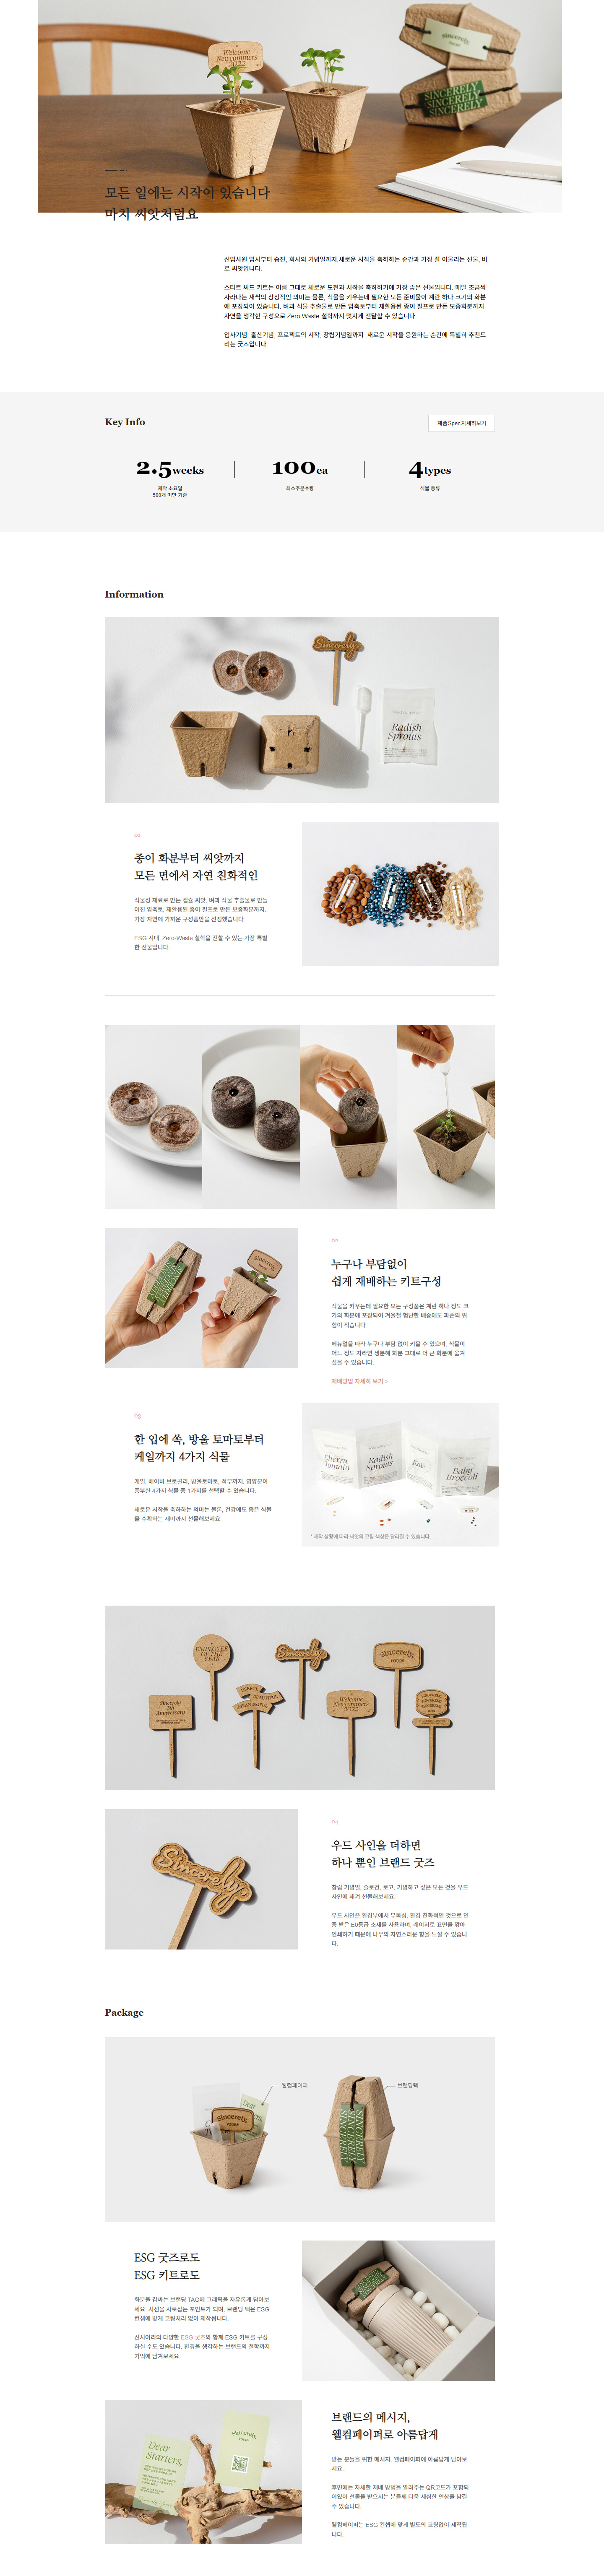 Welcome
Newcommers
2022
SINCERELY
SINCERELY
SINCERELY
모든 일에는 시작이 있습니다
마치 씨앗처럼요
신입사원 입사부터 승진, 회사의 기념일까지 새로운 시작을 축하하는 순간과 가장 잘 어울리는 선물, 바
로 씨앗입니다.
스타트 씨드 키트는 이름 그대로 새로운 도전과 시작을 축하하기에 가장 좋은 선물입니다. 매일 조금씩
자라나는 새싹의 상징적인 의미는 물론, 식물을 키우는데 필요한 모든 준비물이 계란 하나 크기의 화분
에 포장되어 있습니다. 벼과 식물 추출물로 만든 압축토부터 재활용된 종이 펄프로 만든 모종화분까지
자연을 생각한 구성으로 Zero Waste 철학까지 멋지게 전달할 수 있습니다.
입사기념, 출산기념, 프로젝트의 시작, 창립기념일까지. 새로운 시작을 응원하는 순간에 특별히 추천드
리는 굿즈입니다.
Key Info
제품 Spec 자세히보기
2.5weeks
제작 소요일
500개 미만 기준
100ea
최소주문수량
4types
식물 종류
Information
Sincerely
Radish
Sprouts
01
종이 화분부터 씨앗까지
모든 면에서 자연 친화적인
식물성 재료로 만든 캡슐 씨앗, 벼과 식물 추출물로 만들
어진 압축토, 재활용된 종이 펄프로 만든 모종화분까지.
가장 자연에 가까운 구성품만을 선정했습니다.
ESG 시대, Zero-Waste 철학을 전할 수 있는 가장 특별
한 선물입니다.
02
누구나 부담없이
쉽게 재배하는 키트구성
식물을 키우는데 필요한 모든 구성품은 계란 하나 정도 크
기의 화분에 포장되어 겨울철 험난한 배송에도 파손의 위
험이 작습니다.
메뉴얼을 따라 누구나 부담 없이 키울 수 있으며, 식물이
어느 정도 자라면 생분해 화분 그대로 더 큰 화분에 옮겨
심을 수 있습니다.
재배방법 자세히 보기 >
03
한 입에 쏙, 방울 토마토부터
케일까지 4가지 식물
케일, 베이비 브로콜리, 방울토마토, 적무까지, 영양분이
풍부한 4가지 식물 중 1가지를 선택할 수 있습니다.
새로운 시작을 축하하는 의미는 물론, 건강에도 좋은 식물
을 수확하는 재미까지 선물해보세요.
Cherry
Tomato
Radish
Sprouts
Kale
Baby
Broccoli
* 제작 상황에 따라 씨앗의 코팅 색상은 달라질 수 있습니다.
EMPLOYEE
OF THE
YEAR
Sincerely
sincerely,
YOUND
Sincerely
5th
Anniversary
BEAUTIFUL
Welcome
Newcommers
2022
04
우드 사인을 더하면
하나 뿐인 브랜드 굿즈
창립 기념일, 슬로건, 로고, 기념하고 싶은 모든 것을 우드
사인에 새겨 선물해보세요.
우드 사인은 환경부에서 무독성, 환경 친화적인 것으로 인
증 받은 E0등급 소재를 사용하며, 레이저로 표면을 깎아
인쇄하기 때문에 나무의 자연스러운 향을 느낄 수 있습니
다.
Sincerely
Package
웰컴페이퍼
브랜딩택
Dear
sincerely,
ESG 굿즈로도
ESG 키트로도
화분을 감싸는 브랜딩 TAG에 그래픽을 자유롭게 담아보
세요. 시선을 사로잡는 포인트가 되며, 브랜딩 택은 ESG
컨셉에 맞게 코팅처리 없이 제작됩니다.
신시어리의 다양한 ESG 굿즈와 함께 ESG 키트를 구성
하실 수도 있습니다. 환경을 생각하는 브랜드의 철학까지
기억에 남겨보세요.
Dear
Starters,
sincerely,
브랜드의 메시지,
웰컴페이퍼로 아름답게
받는 분들을 위한 메시지, 웰컴페이퍼에 아름답게 담아보
세요.
후면에는 자세한 재배 방법을 알려주는 QR코드가 포함되
어있어 선물을 받으시는 분들께 더욱 세심한 인상을 남길
수 있습니다.
웰컴페이퍼는 ESG 컨셉에 맞게 별도의 코팅없이 제작됩
니다.